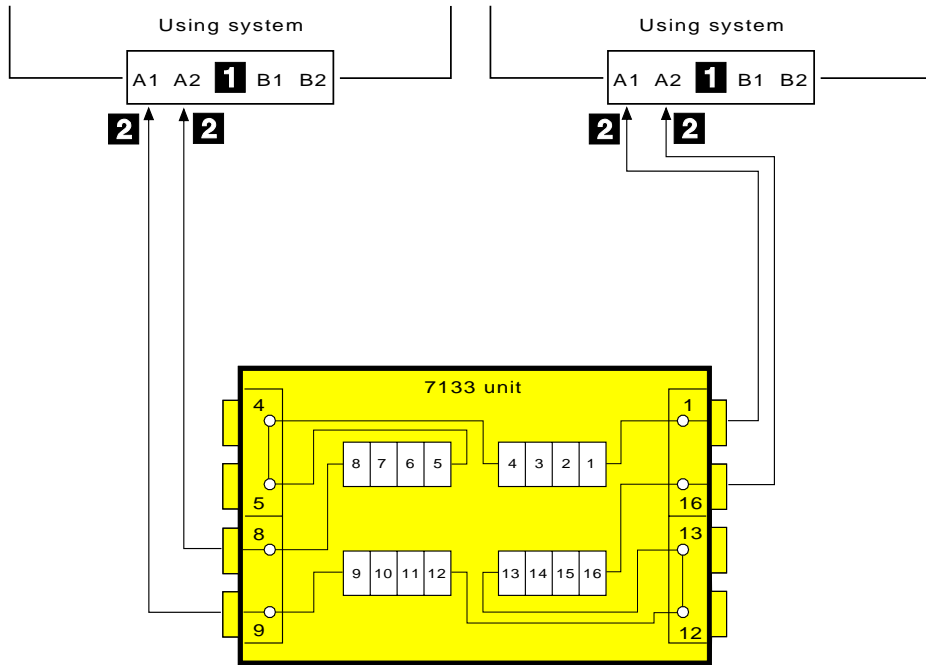 Using system
Using system
A1 A2 1 B1 B2
A1 A2 1 B1 B2
2 2
2 2
7133 unit
4
1
8 7 6 5
4 3 2 1
5
16
8
13
9 10 11 12
13 14 15 16
9
12